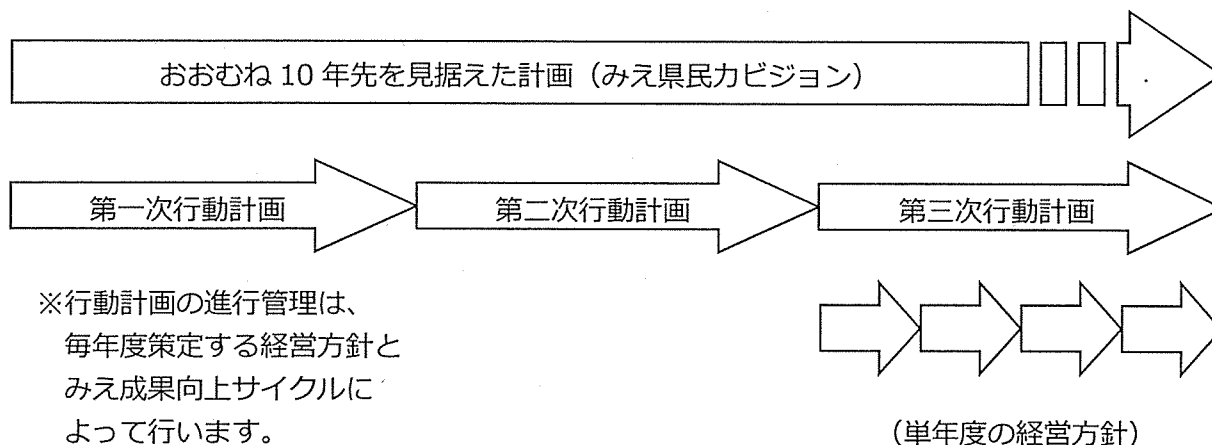 おおむね 10 年先を見据えた計画（みえ県民力ビジョン）
第一次行動計画
第二次行動計画
第三次行動計画
※行動計画の進行管理は、
毎年度策定する経営方針と
みえ成果向上サイクルに
よって行います。
（単年度の経営方針）